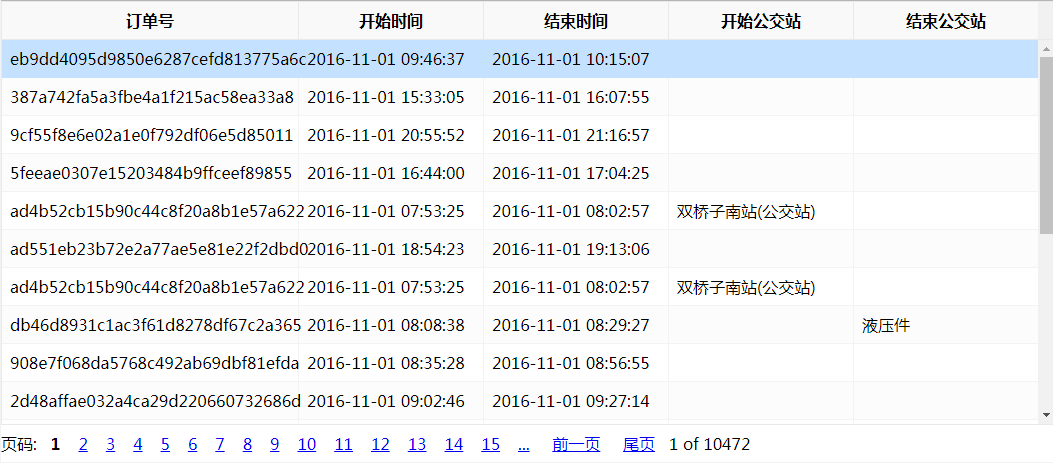 订单号 开始时间 结束时间 开始公交站 结束公交站
eb9dd4095d9850e6287cefd813775a6c 2016-11-01 09:46:37 2016-11-01 10:15:07
387a742fa5a3fbe4a1f215ac58ea33a8 2016-11-01 15:33:05 2016-11-01 16:07:55
9cf55f8e6e02a1e0f792df06e5d85011 2016-11-01 20:55:52 2016-11-01 21:16:57
5feeae0307e15203484b9ffceef89855 2016-11-01 16:44:00 2016-11-01 17:04:25
ad4b52cb15b90c44c8f20a8b1e57a622 2016-11-01 07:53:25 2016-11-01 08:02:57 双桥子南站(公交站)
ad551eb23b72e2a77ae5e81e22f2dbd0 2016-11-01 18:54:23 2016-11-01 19:13:06
ad4b52cb15b90c44c8f20a8b1e57a622 2016-11-01 07:53:25 2016-11-01 08:02:57 双桥子南站(公交站)
db46d8931c1ac3f61d8278df67c2a365 2016-11-01 08:08:38 2016-11-01 08:29:27 液压件
908e7f068da5768c492ab69dbf81efda 2016-11-01 08:35:28 2016-11-01 08:56:55
2d48affae032a4ca29d220660732686d 2016-11-01 09:02:46 2016-11-01 09:27:14
页码: 1 2 3 4 5 6 7 8 9 10 11 12 13 14 15 ... 前一页 尾页 1 of 10472